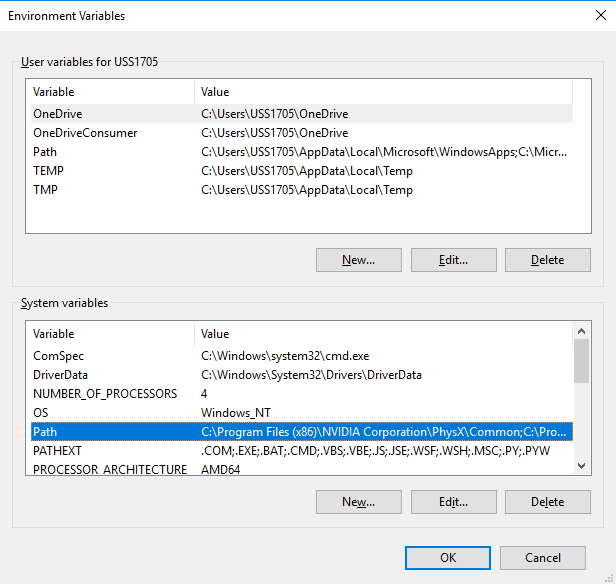 Environment Variables
User variables for USS1705
Variable Value
OneDrive C:\Users\USS1705\OneDrive
OneDriveConsumer C:\Users\USS1705\OneDrive
Path C:\Users\USS1705\AppData\Local\Microsoft\WindowsApps;C:\Micr...
TEMP C:\Users\USS1705\AppData\Local\Temp
TMP C:\Users\USS1705\AppData\Local\Temp
New... Edit... Delete
System variables
Variable Value
ComSpec C:\Windows\system32\cmd.exe
DriverData C:\Windows\System32\Drivers\DriverData
NUMBER_OF_PROCESSORS 4
OS Windows_NT
Path C:\Program Files (x86)\NVIDIA Corporation\PhysX\Common;C:\Pro...
PATHEXT .COM;.EXE;.BAT;.CMD;.VBS;.VBE;.JS;.JSE;.WSF;.WSH;.MSC;.PY;.PYW
PROCESSOR_ARCHITECTURE AMD64
New... Edit... Delete
OK Cancel